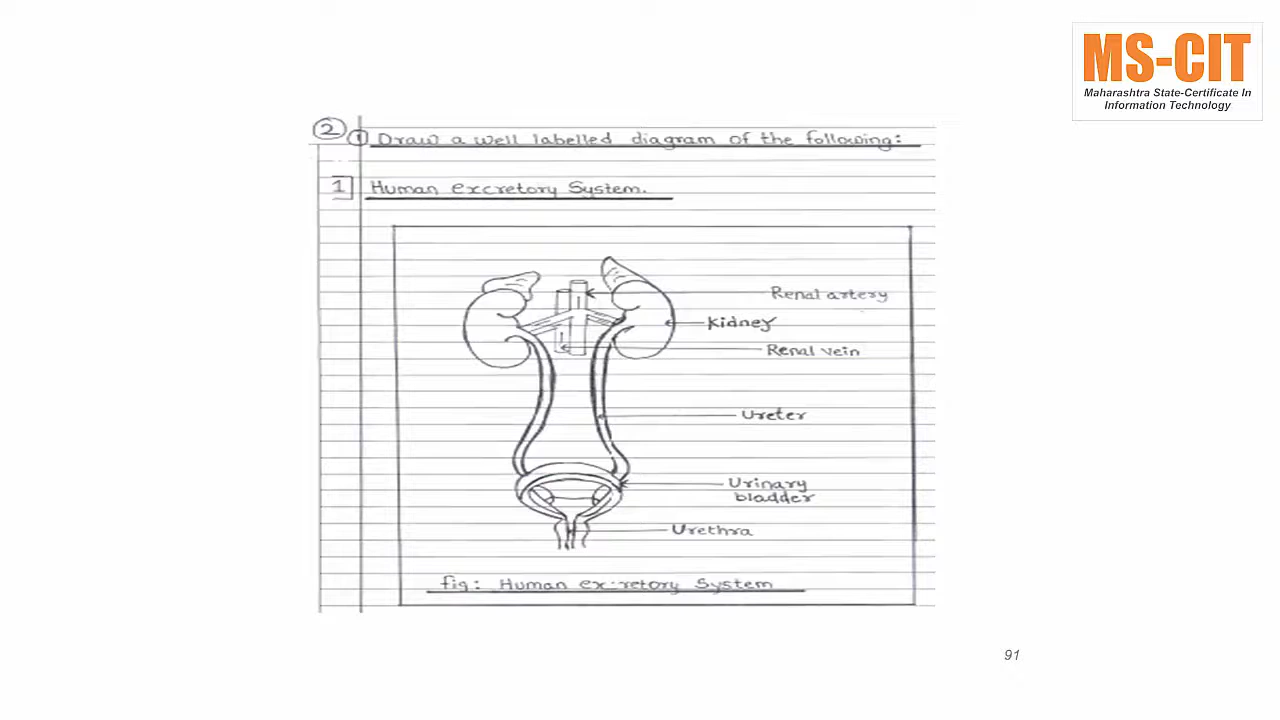 MS-CIT
Maharashtra State-Certificate In
Information Technology
2
1 Draw a well labelled diagram of the following:
1 Human excretory System.
Renal artery
Kidney
Renal vein
Ureter
Urinary
bladder
Urethra
fig: Human excretory System
91